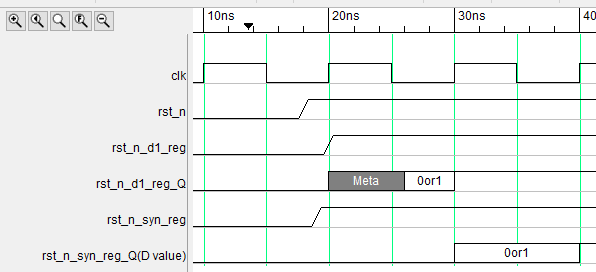 10ns 20ns 30ns 40
clk
rst_n
rst_n_d1_reg
rst_n_d1_reg_Q Meta 0or1
rst_n_syn_reg
rst_n_syn_reg_Q(D value) 0or1